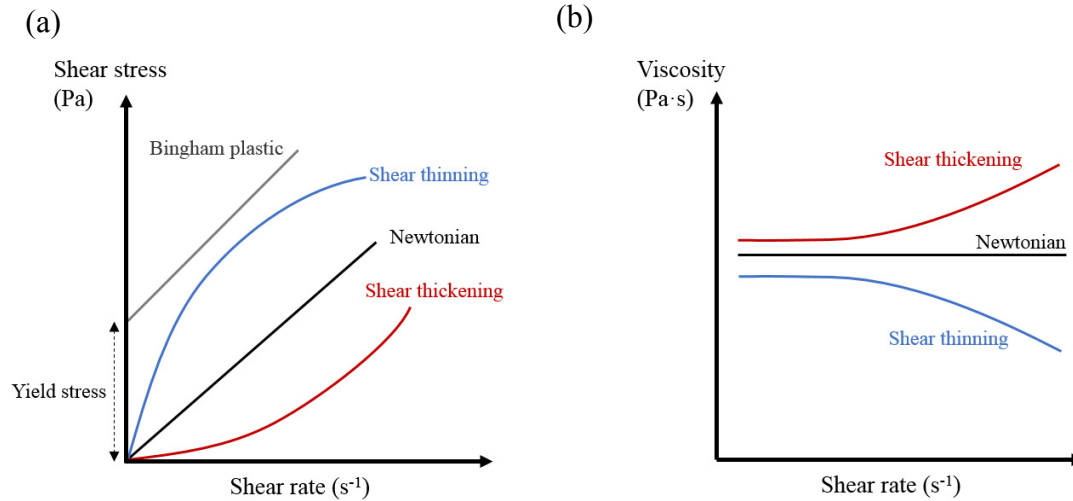 (a)
Shear stress
(Pa)
Bingham plastic
Shear thinning
Newtonian
Shear thickening
Yield stress
Shear rate (s⁻¹)
(b)
Viscosity
(Pa·s)
Shear thickening
Newtonian
Shear thinning
Shear rate (s⁻¹)